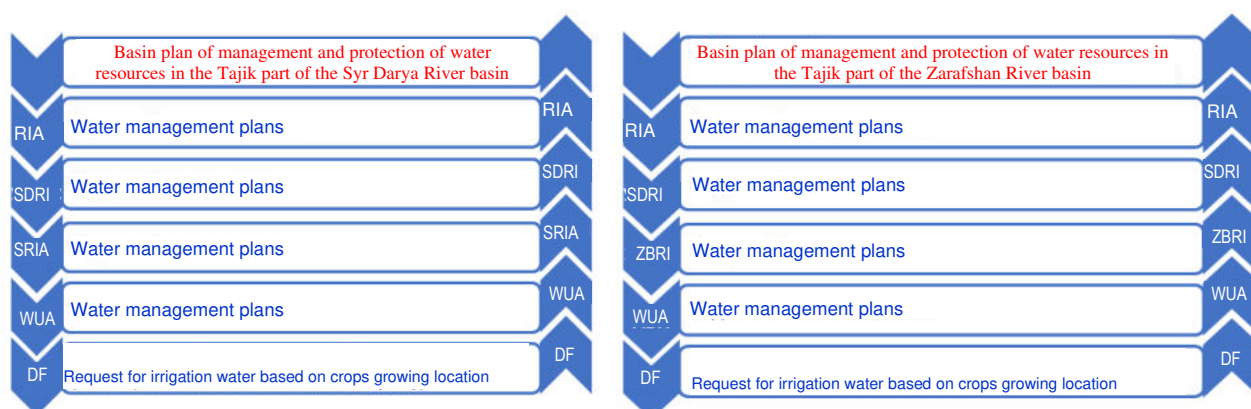 Basin plan of management and protection of water
resources in the Tajik part of the Syr Darya River basin
RIA
Water management plans
RIA
SDRI
Water management plans
SDRI
SRIA
Water management plans
SRIA
WUA
Water management plans
WUA
DF
Request for irrigation water based on crops growing location
DF
Basin plan of management and protection of water resources in
the Tajik part of the Zarafshan River basin
RIA
Water management plans
RIA
SDRI
Water management plans
SDRI
ZBRI
Water management plans
ZBRI
WUA
Water management plans
WUA
DF
Request for irrigation water based on crops growing location
DF